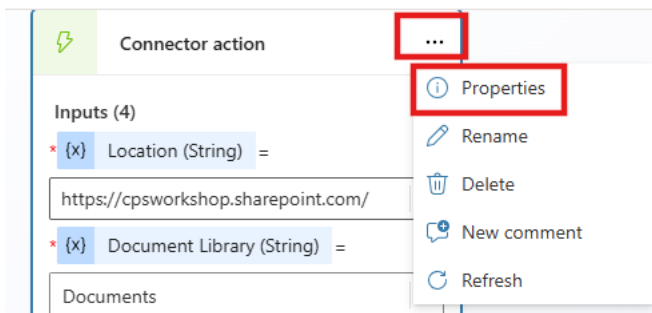 Connector action
...
Properties
Inputs (4)
Rename
* {x} Location (String) =
Delete
https://cpsworkshop.sharepoint.com/
New comment
* {x} Document Library (String) =
Refresh
Documents